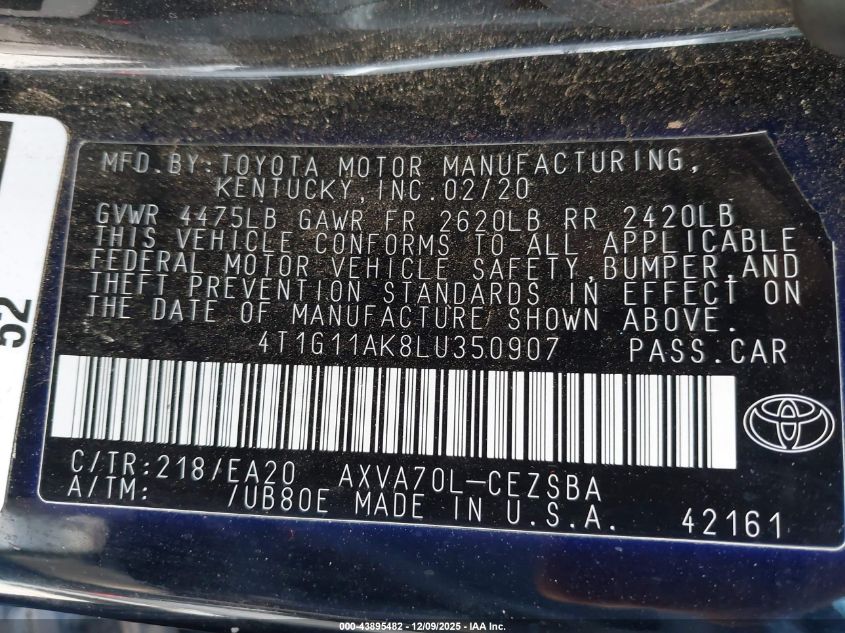 MFD.BY:TOYOTA MOTOR MANUFACTURING,
KENTUCKY,INC.02/20
GVWR 4475LB GAWR FR 2620LB RR 2420LB
THIS VEHICLE CONFORMS TO ALL APPLICABLE
FEDERAL MOTOR VEHICLE SAFETY,BUMPER,AND
THEFT PREVENTION STANDARDS IN EFFECT ON
THE DATE OF MANUFACTURE SHOWN ABOVE.
4T1G11AK8LU350907 PASS.CAR
C/TR:218/EA20 AXVA70L-CEZSBA
A/TM: /UB80E MADE IN U.S.A. 42161
52
000-43895482 - 12/09/2025 - IAA Inc.